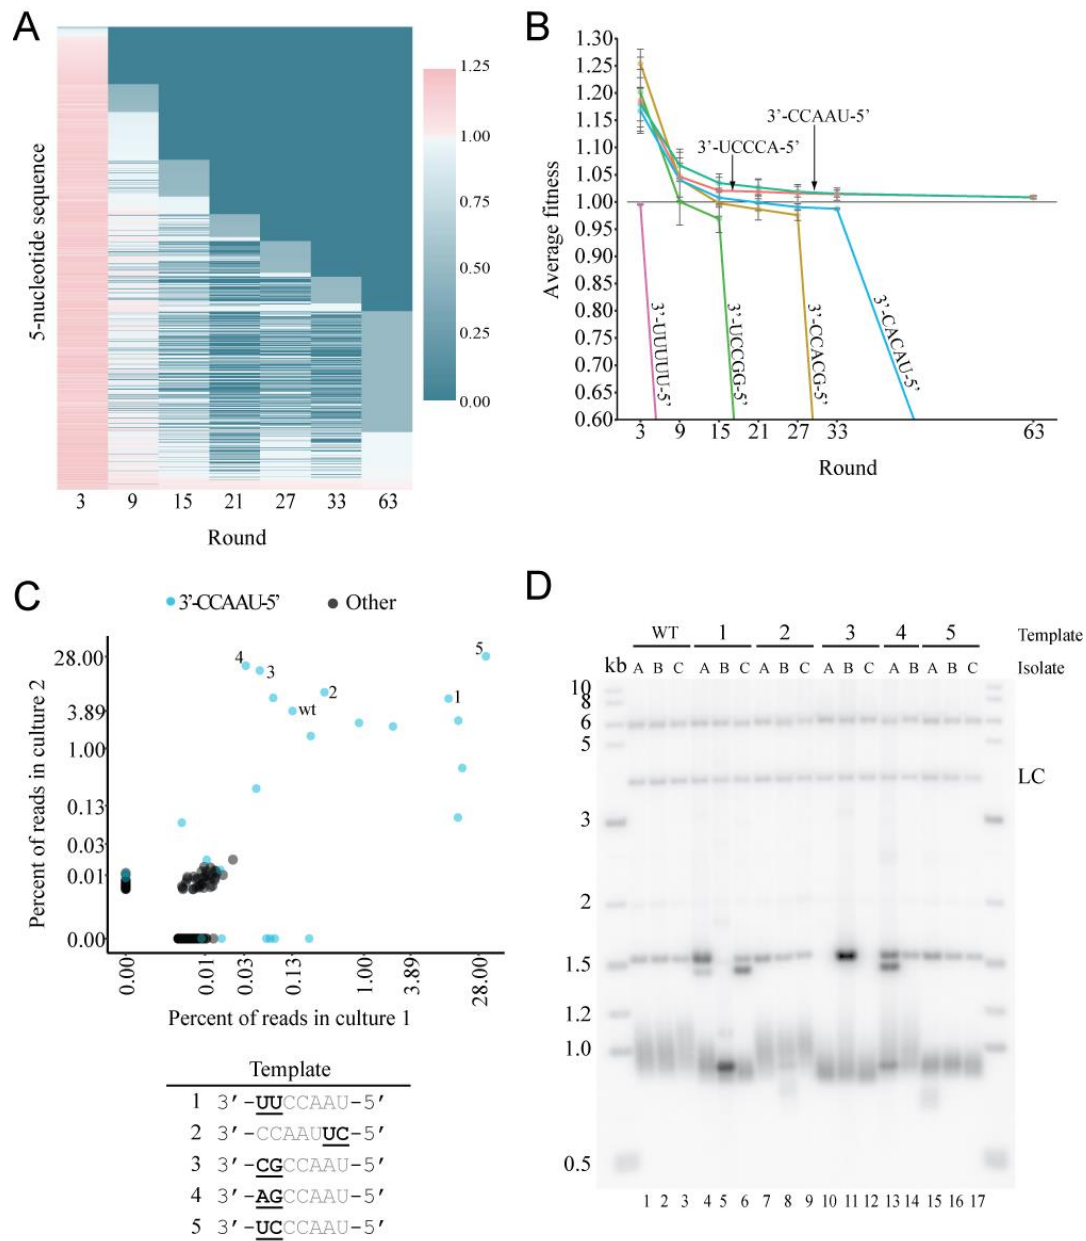 A
5-nucleotide sequence
1.25
1.00
0.75
0.50
0.25
0.00
3 9 15 21 27 33 63
Round
B
Average fitness
1.30
1.25
1.20
1.15
1.10
1.05
1.00
0.95
0.90
0.85
0.80
0.75
0.70
0.65
0.60
3'-CCAAU-5'
3'-UCCCA-5'
3'-UUUUU-5'
3'-UCCGG-5'
3'-CCACG-5'
3'-CACAU-5'
3 9 15 21 27 33 63
Round
C
3'-CCAAU-5' Other
Percent of reads in culture 2
28.00
3.89
1.00
0.13
0.03
0.01
0.00
4
3
5
2
1
wt
0.00 0.01 0.03 0.13 1.00 3.89 28.00
Percent of reads in culture 1
Template
1 3'-UUCCAAU-5'
2 3'-CCAAUUC-5'
3 3'-CGCCAAU-5'
4 3'-AGCCAAU-5'
5 3'-UCCCAAU-5'
D
WT 1 2 3 4 5 Template
kb A B C A B C A B C A B C A B A B C Isolate
10
8
6
5
LC
3
2
1.5
1.2
1.0
0.5
1 2 3 4 5 6 7 8 9 10 11 12 13 14 15 16 17